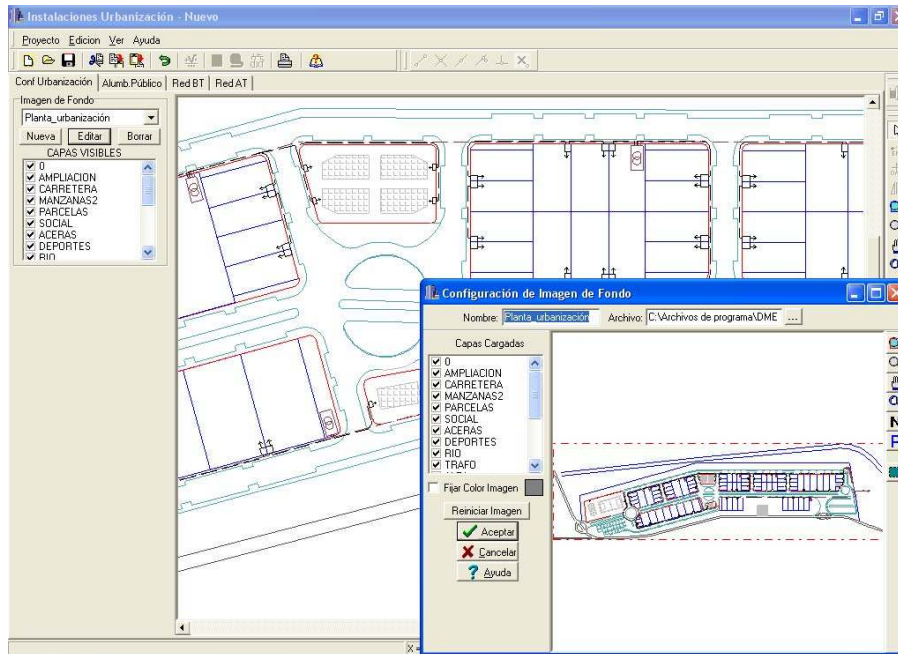 Instalaciones Urbanización - Nuevo
Proyecto Edicion Ver Ayuda
Conf Urbanización Alumb.Público Red BT Red AT
Imagen de Fondo
Planta_urbanización
Nueva Editar Borrar
CAPAS VISIBLES
0
AMPLIACION
CARRETERA
MANZANAS2
PARCELAS
SOCIAL
ACERAS
DEPORTES
RIO
Configuración de Imagen de Fondo
Nombre: Planta_urbanización Archivo: C:\Archivos de programa\DME ...
Capas Cargadas
0
AMPLIACION
CARRETERA
MANZANAS2
PARCELAS
SOCIAL
ACERAS
DEPORTES
RIO
TRAFO
Fijar Color Imagen
Reiniciar Imagen
Aceptar
Cancelar
Ayuda
X =